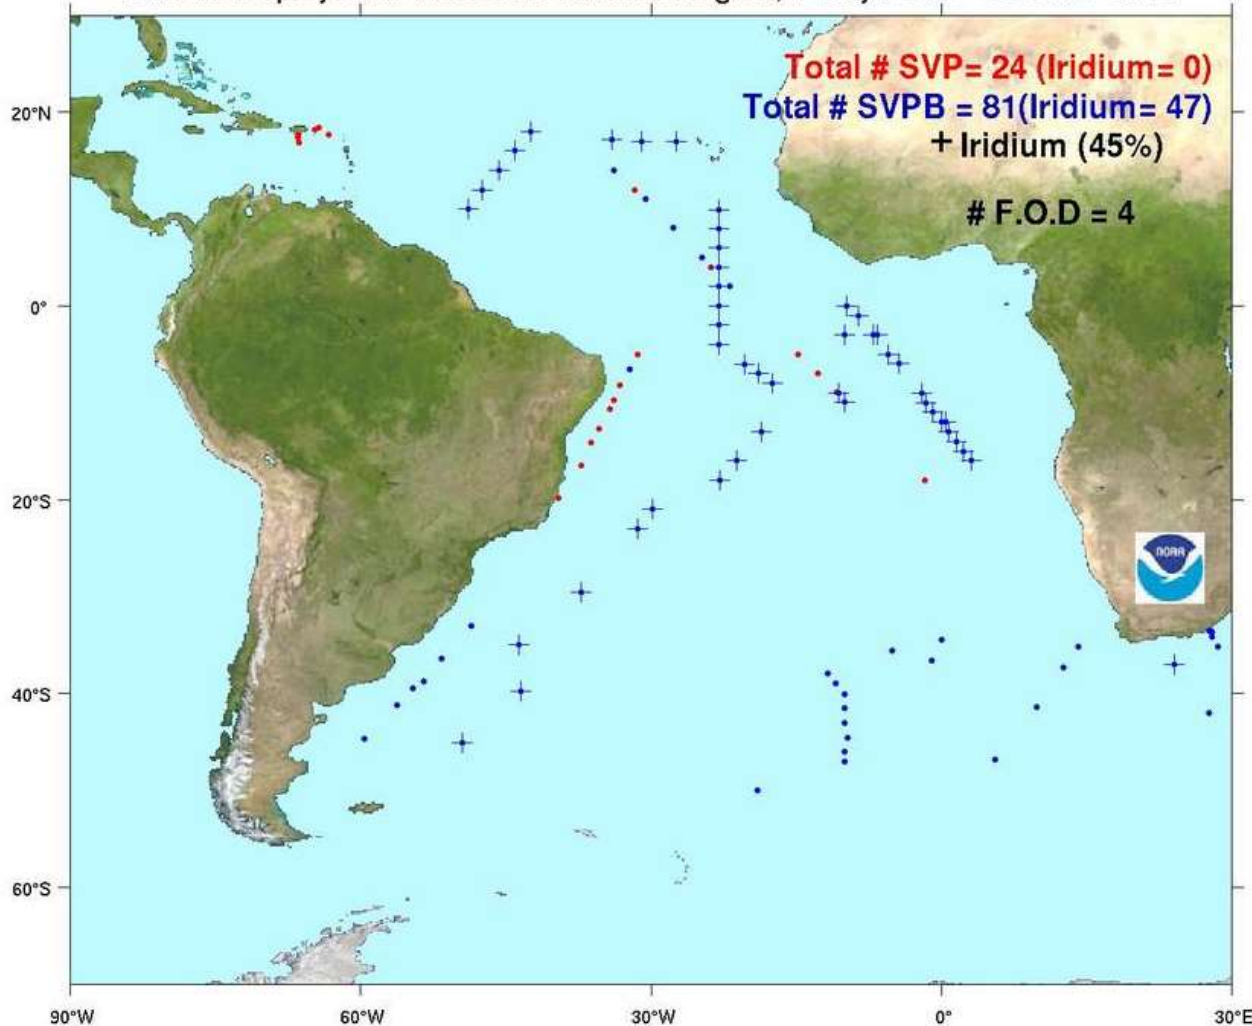 Total # SVP= 24 (Iridium= 0)
Total # SVPB = 81(Iridium= 47)
+ Iridium (45%)
# F.O.D = 4
20°N
0°
20°S
40°S
60°S
NOAA
90°W
60°W
30°W
0°
30°E